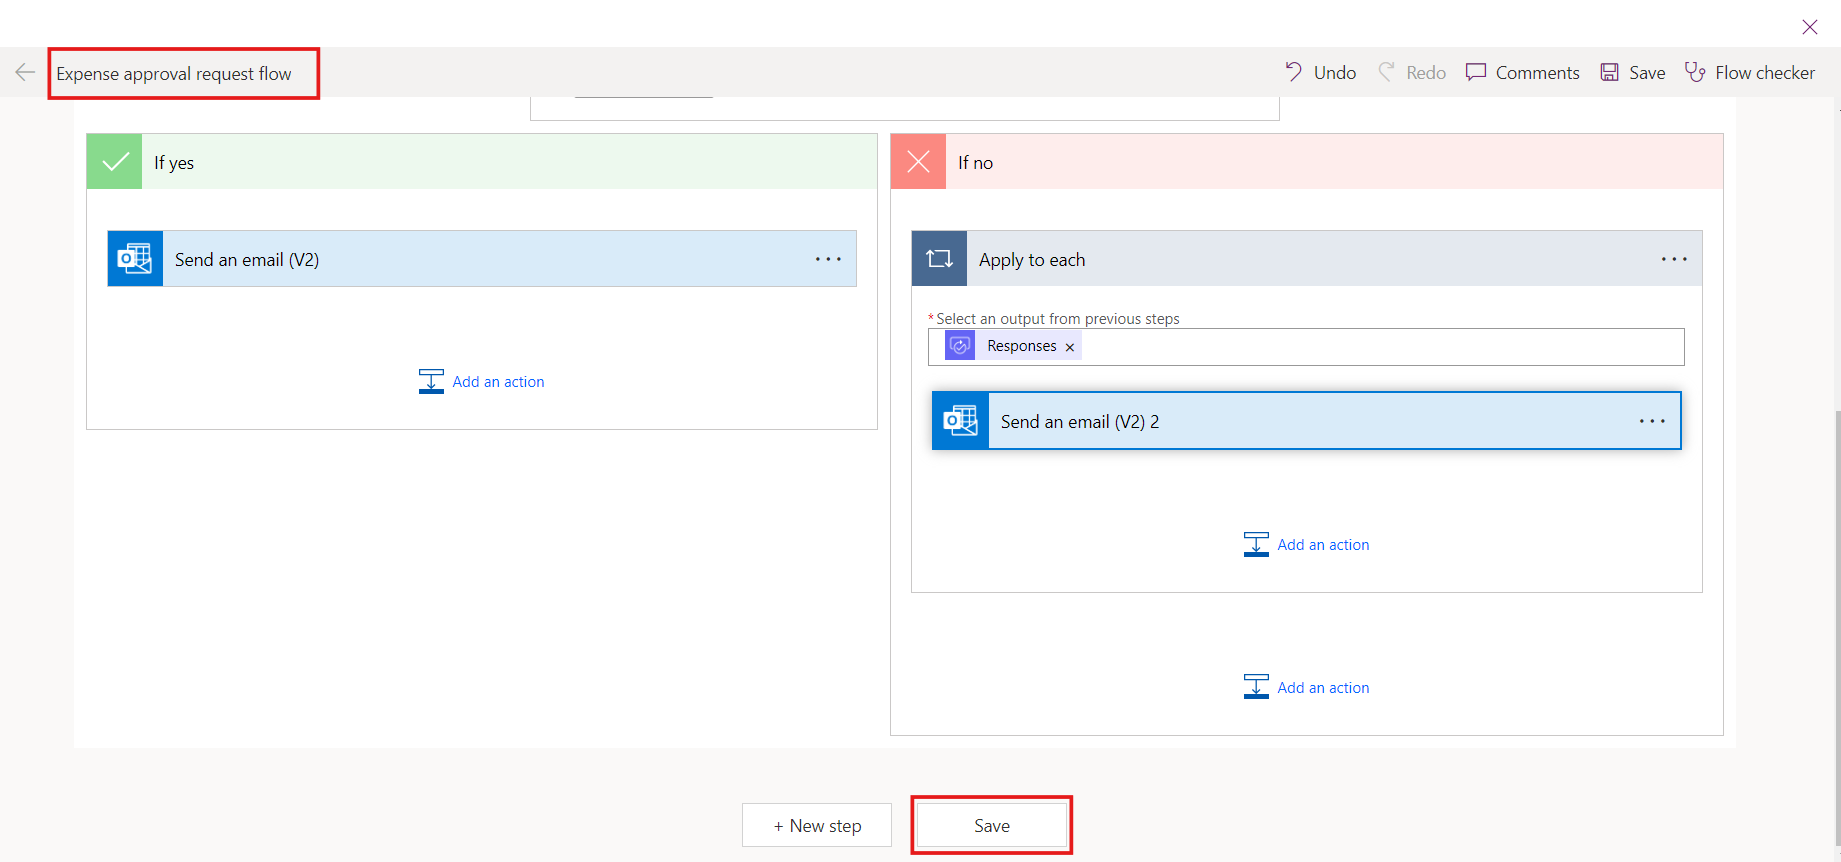 Expense approval request flow
Undo
Redo
Comments
Save
Flow checker
If yes
Send an email (V2)
Add an action
If no
Apply to each
* Select an output from previous steps
Responses ×
Send an email (V2) 2
Add an action
Add an action
+ New step
Save